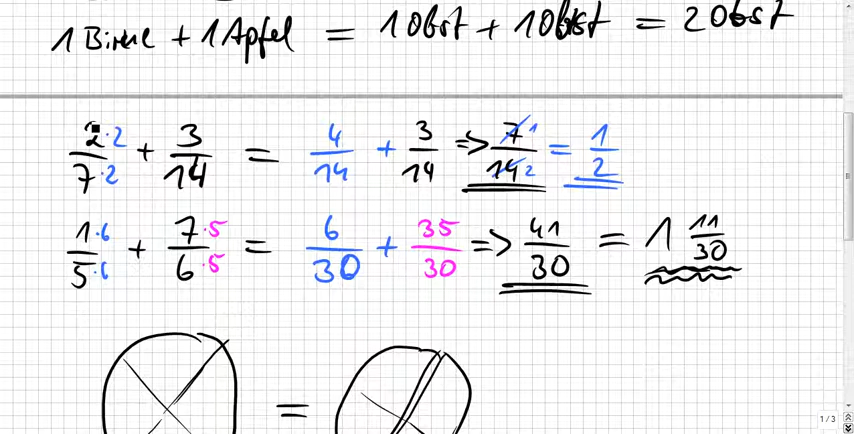 1 Birne + 1 Apfel = 1 Obst + 1 Obst = 2 Obst
2·2/7·2 + 3/14 = 4/14 + 3/14 => 7 1/14 2 = 1/2
1·6/5·6 + 7·5/6·5 = 6/30 + 35/30 => 41/30 = 1 11/30
=
1 / 3